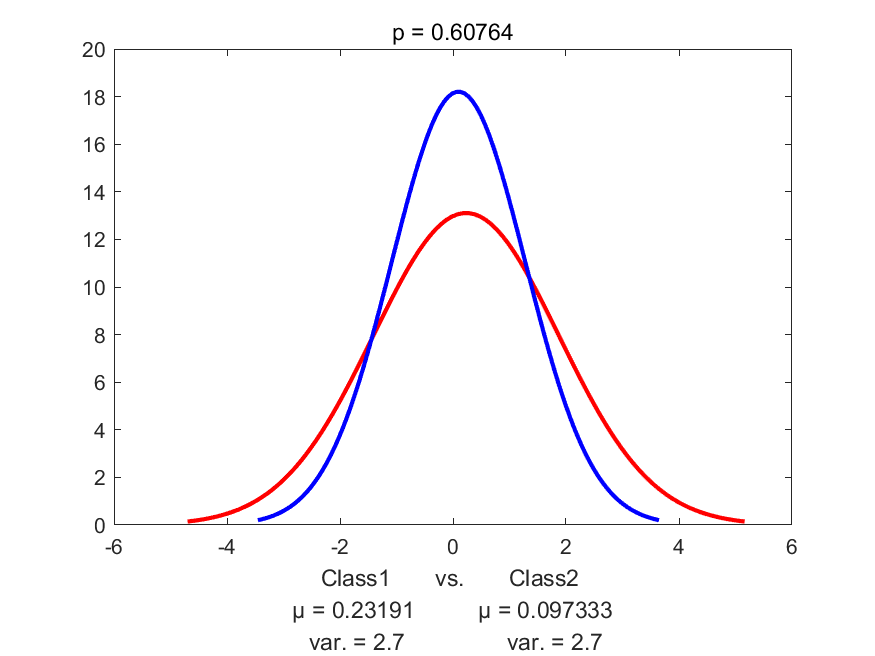 p = 0.60764
20
18
16
14
12
10
8
6
4
2
0
-6 -4 -2 0 2 4 6
Class1 vs. Class2
μ = 0.23191 μ = 0.097333
var. = 2.7 var. = 2.7